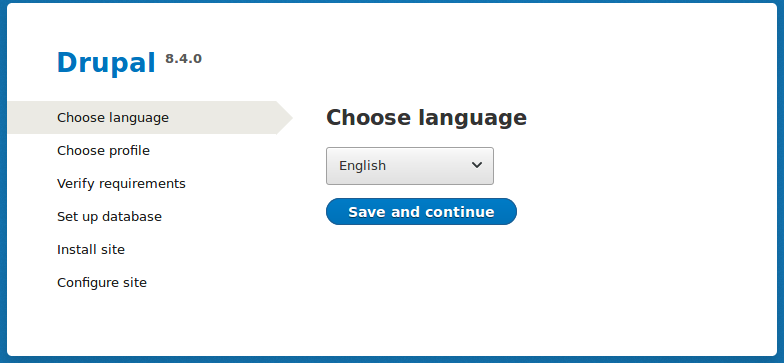 Drupal 8.4.0
Choose language
Choose profile
Verify requirements
Set up database
Install site
Configure site
Choose language
English
Save and continue